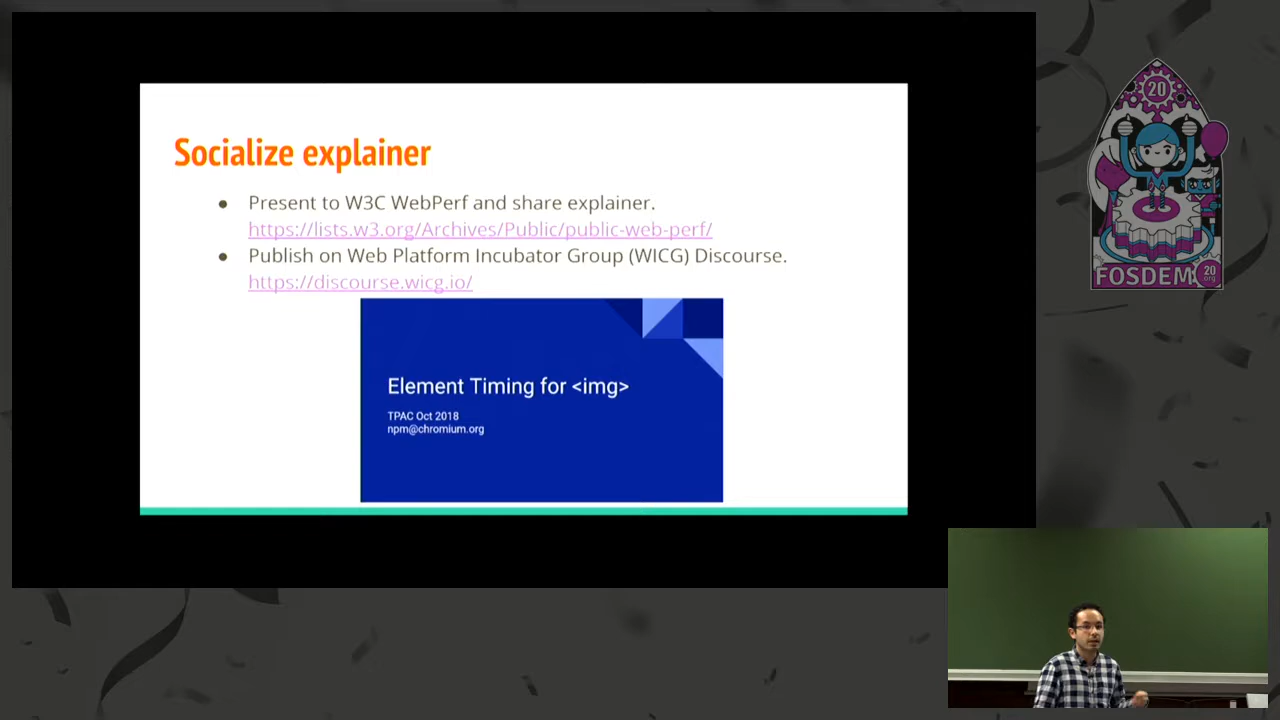 Socialize explainer
● Present to W3C WebPerf and share explainer.
https://lists.w3.org/Archives/Public/public-web-perf/
● Publish on Web Platform Incubator Group (WICG) Discourse.
https://discourse.wicg.io/
Element Timing for <img>
TPAC Oct 2018
npm@chromium.org
20
FOSDEM
20
org